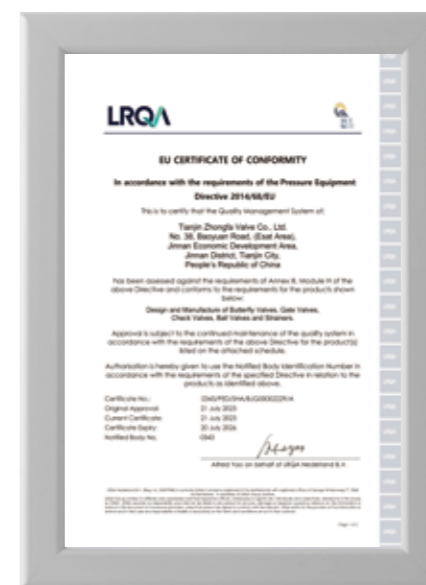 LRQA
EU CERTIFICATE OF CONFORMITY
In accordance with the requirements of the Pressure Equipment
Directive 2014/68/EU
This is to certify that the Quality Management System of:
Tianjin Zhongfa Valve Co., Ltd.
No. 38, Baoyuan Road, (East Area),
Jinnan Economic Development Area,
Jinnan District, Tianjin City,
People's Republic of China
has been assessed against the requirements of Annex III, Module H of the
above Directive and conforms to the requirements for the products shown
below:
Design and Manufacture of Butterfly Valves, Gate Valves,
Check Valves, Ball Valves and Strainers.
Approval is subject to the continued maintenance of the quality system in
accordance with the requirements of the above Directive for the product(s)
listed on the attached schedule.
Authorisation is hereby given to use the Notified Body Identification Number in
accordance with the requirements of the specified Directive in relation to the
products as identified above.
Certificate No.:
Original Approval: 21 July 2023
Current Certificate: 21 July 2023
Certificate Expiry: 20 July 2026
Notified Body No. 0343
Alfred Yao on behalf of LRQA Nederland B.V.